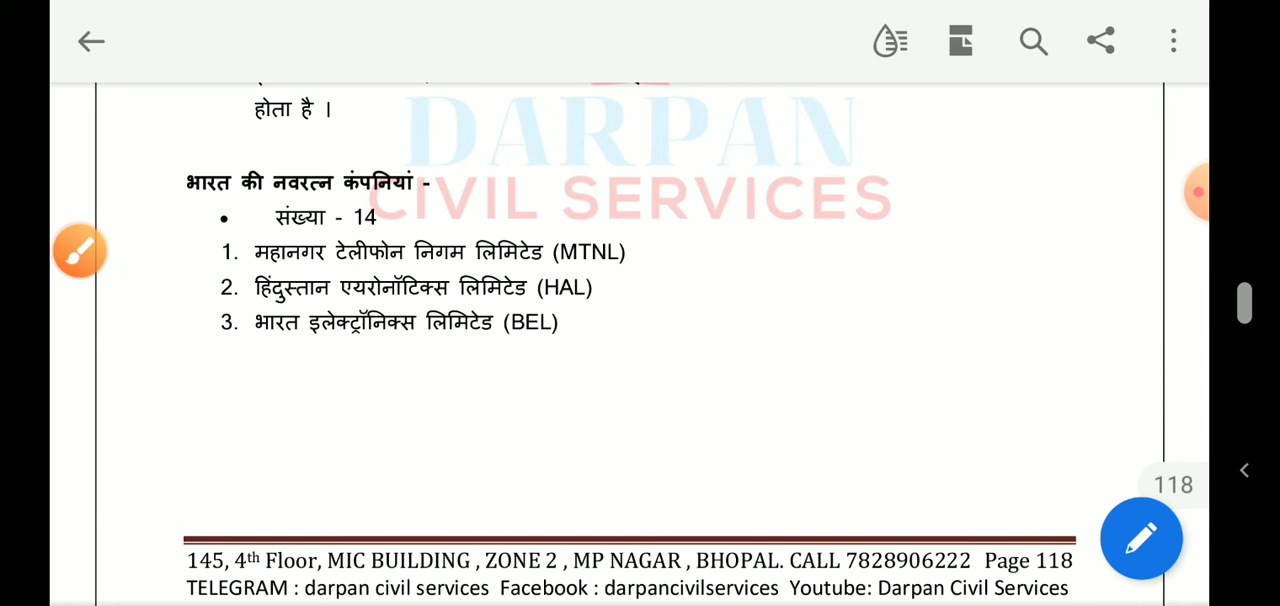 होता है ।
DARPAN
CIVIL SERVICES
भारत की नवरत्न कंपनियां -
• संख्या - 14
1. महानगर टेलीफोन निगम लिमिटेड (MTNL)
2. हिंदुस्तान एयरोनॉटिक्स लिमिटेड (HAL)
3. भारत इलेक्ट्रॉनिक्स लिमिटेड (BEL)
118
145, 4th Floor, MIC BUILDING , ZONE 2 , MP NAGAR , BHOPAL. CALL 7828906222 Page 118
TELEGRAM : darpan civil services Facebook : darpancivilservices Youtube: Darpan Civil Services